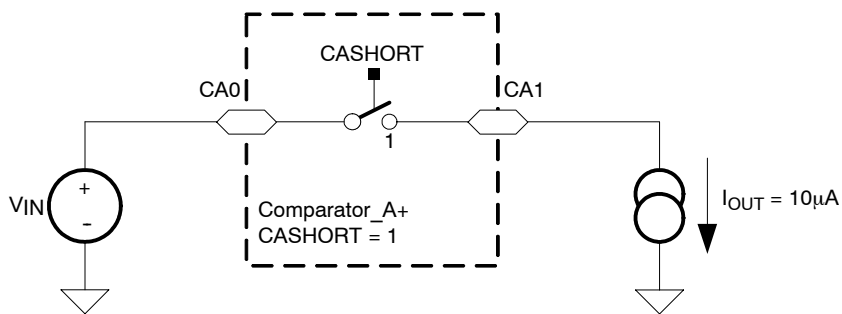 CASHORT
CA0
CA1
1
VIN
+
-
Comparator_A+
CASHORT = 1
IOUT = 10µA